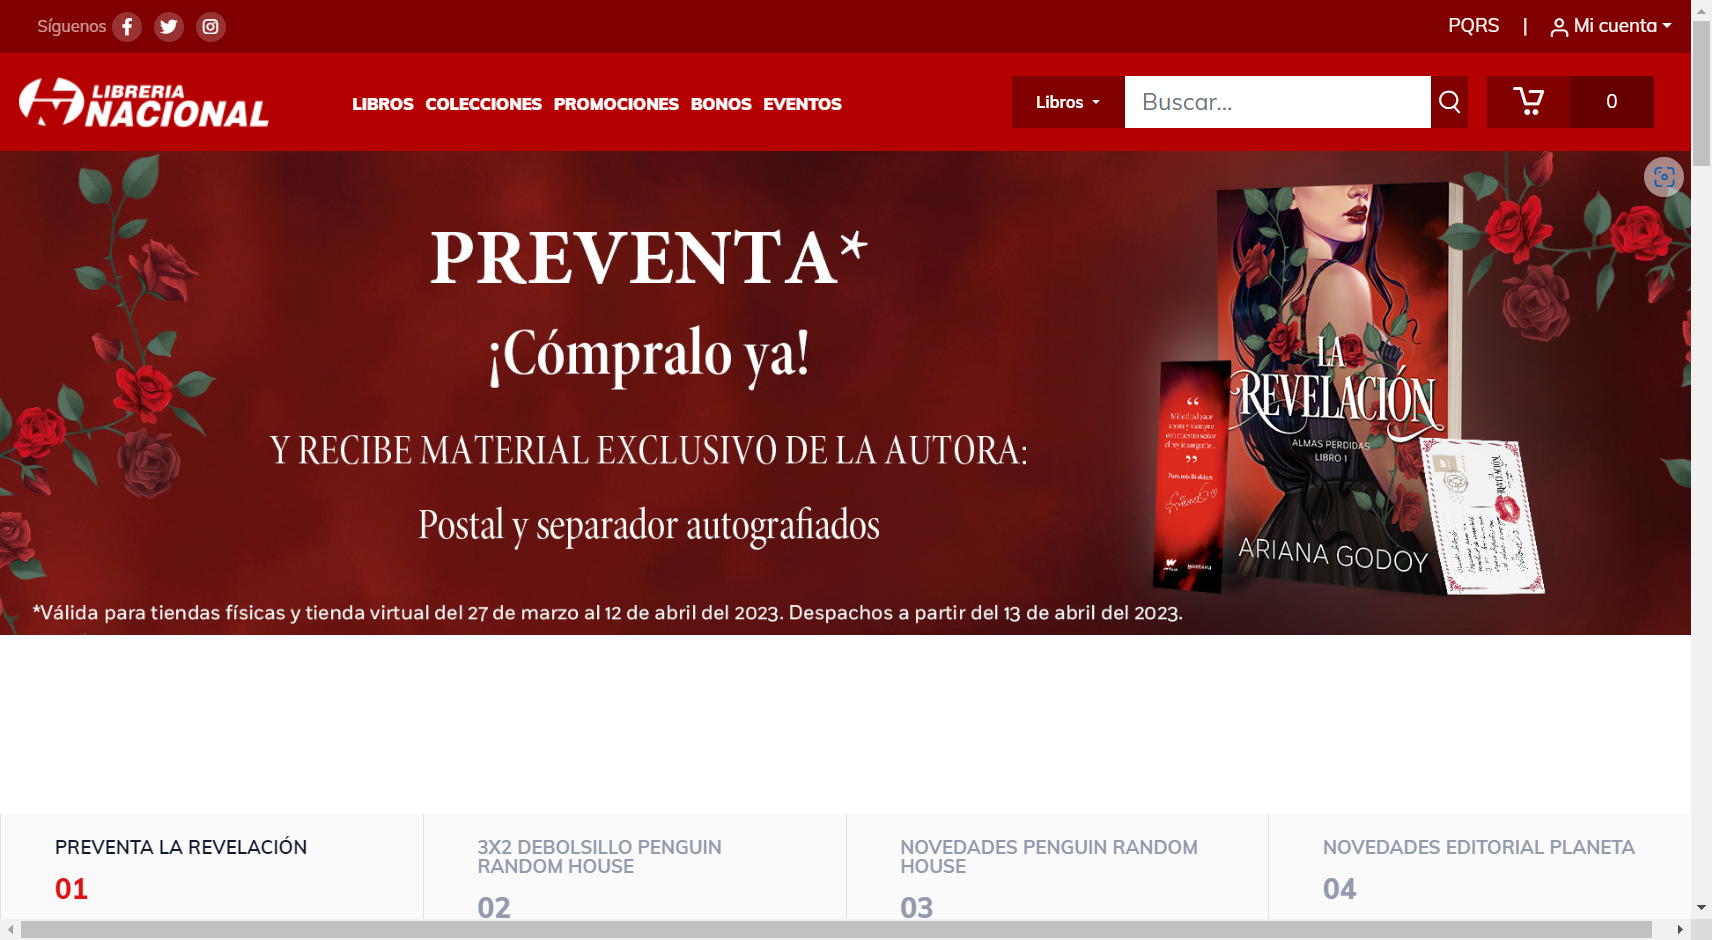 Síguenos
PQRS | Mi cuenta
LIBRERIA
NACIONAL
LIBROS COLECCIONES PROMOCIONES BONOS EVENTOS
Libros
Buscar...
0
PREVENTA*
¡Cómpralo ya!
Y RECIBE MATERIAL EXCLUSIVO DE LA AUTORA:
Postal y separador autografiados
*Válida para tiendas físicas y tienda virtual del 27 de marzo al 12 de abril del 2023. Despachos a partir del 13 de abril del 2023.
LA
REVELACIÓN
ALMAS PERDIDAS
LIBRO 1
ARIANA GODOY
PREVENTA LA REVELACIÓN
01
3X2 DEBOLSILLO PENGUIN
RANDOM HOUSE
02
NOVEDADES PENGUIN RANDOM
HOUSE
03
NOVEDADES EDITORIAL PLANETA
04